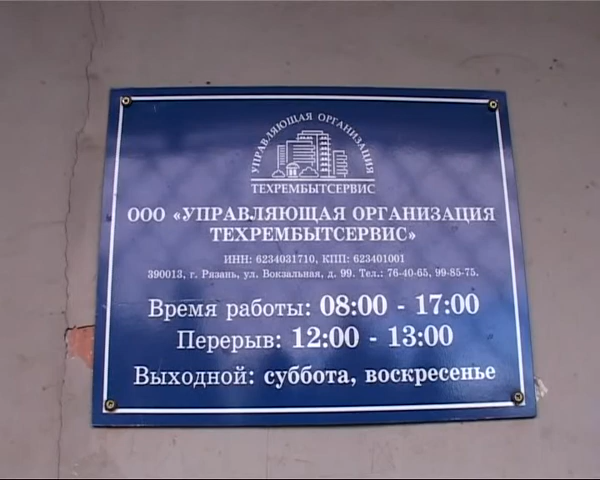 УПРАВЛЯЮЩАЯ ОРГАНИЗАЦИЯ
ТЕХРЕМБЫТСЕРВИС
ООО «УПРАВЛЯЮЩАЯ ОРГАНИЗАЦИЯ
ТЕХРЕМБЫТСЕРВИС»
ИНН: 6234031710, КПП: 623401001
390013, г. Рязань, ул. Вокзальная, д. 99. Тел.: 76-40-65, 99-85-75.
Время работы: 08:00 - 17:00
Перерыв: 12:00 - 13:00
Выходной: суббота, воскресенье